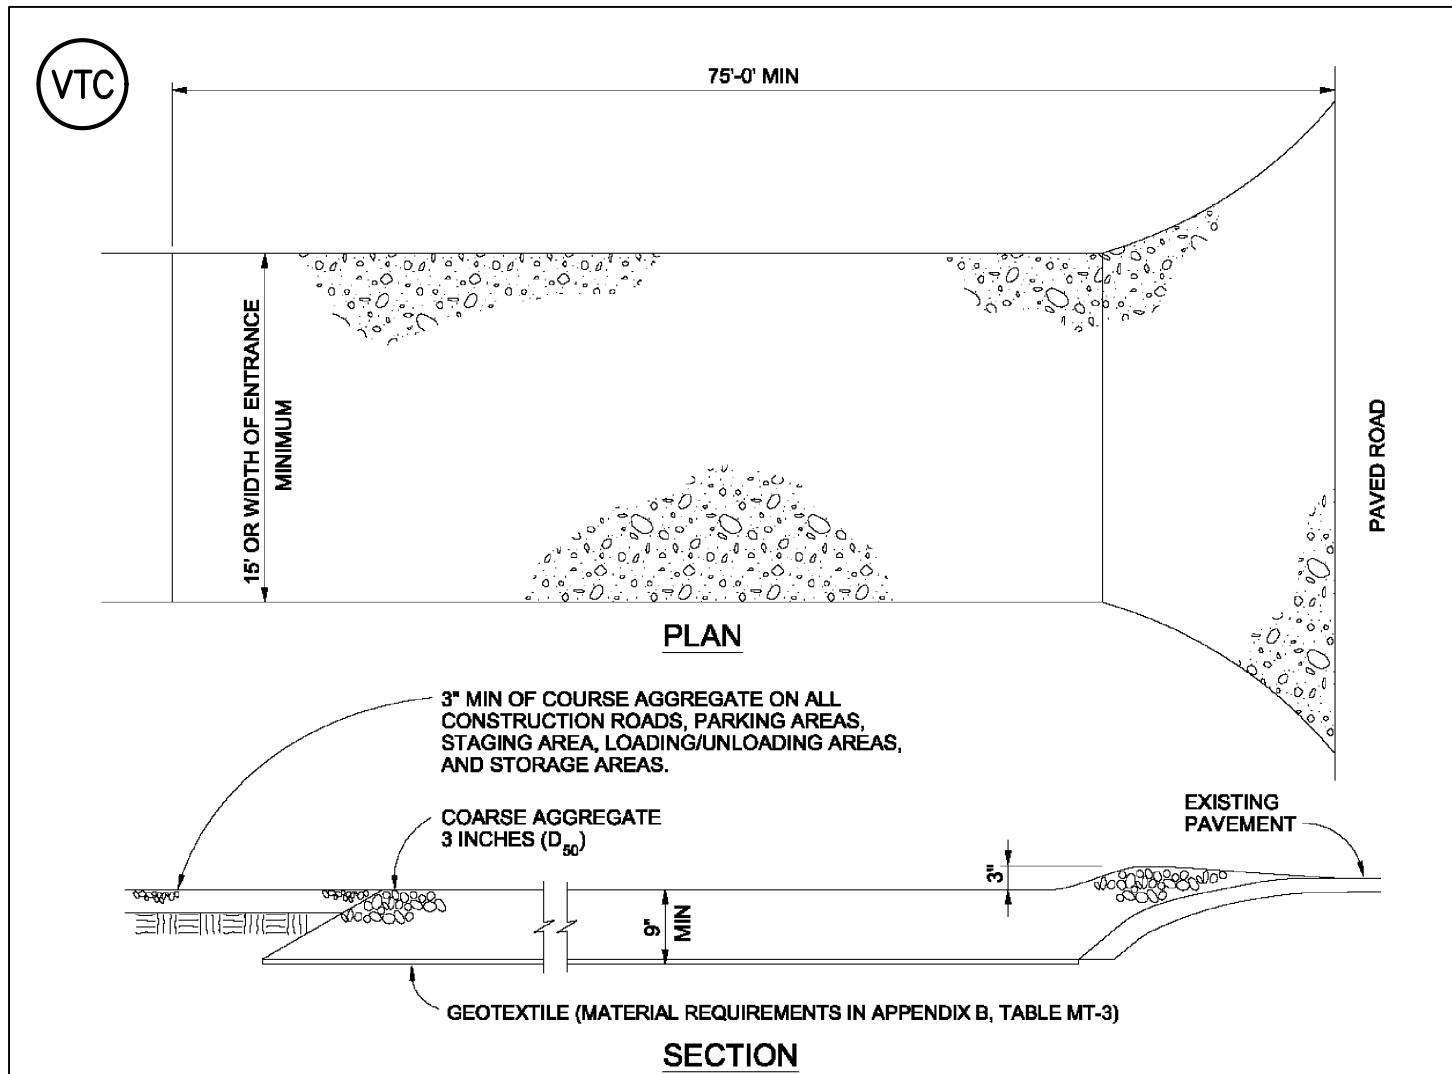 VTC
75'-0' MIN
15' OR WIDTH OF ENTRANCE
MINIMUM
PAVED ROAD
PLAN
3" MIN OF COURSE AGGREGATE ON ALL
CONSTRUCTION ROADS, PARKING AREAS,
STAGING AREA, LOADING/UNLOADING AREAS,
AND STORAGE AREAS.
COARSE AGGREGATE
3 INCHES (D50)
EXISTING
PAVEMENT
3"
9"
MIN
GEOTEXTILE (MATERIAL REQUIREMENTS IN APPENDIX B, TABLE MT-3)
SECTION